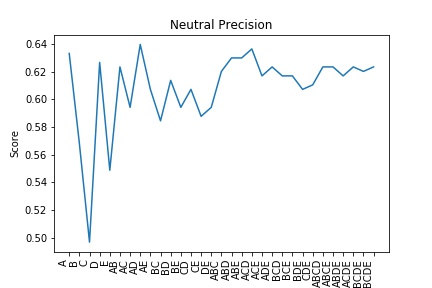 Neutral Precision
Score
0.64
0.62
0.60
0.58
0.56
0.54
0.52
0.50
A
B
C
D
E
AB
AC
AD
AE
BC
BD
BE
CD
CE
DE
ABC
ABD
ABE
ACD
ACE
ADE
BCD
BCE
BDE
CDE
ABCD
ABCE
ABDE
ACDE
BCDE
BCDE